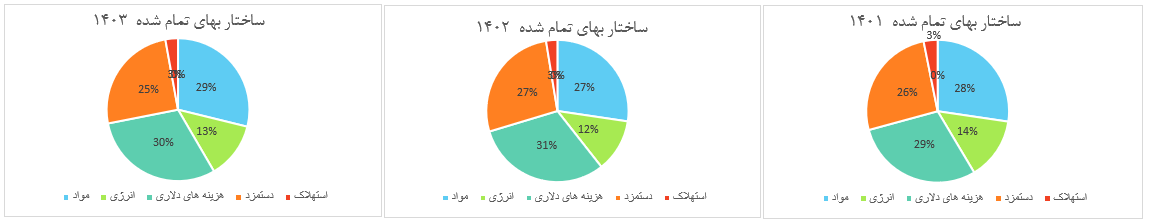 ساختار بهای تمام شده ۱۴۰۱
3%
0%
28%
26%
14%
29%
استهلاک
دستمزد
هزینه های دلاری
انرژی
مواد
ساختار بهای تمام شده ۱۴۰۲
3%
0%
27%
27%
12%
31%
استهلاک
دستمزد
هزینه های دلاری
انرژی
مواد
ساختار بهای تمام شده ۱۴۰۳
3%
0%
29%
25%
13%
30%
استهلاک
دستمزد
هزینه های دلاری
انرژی
مواد